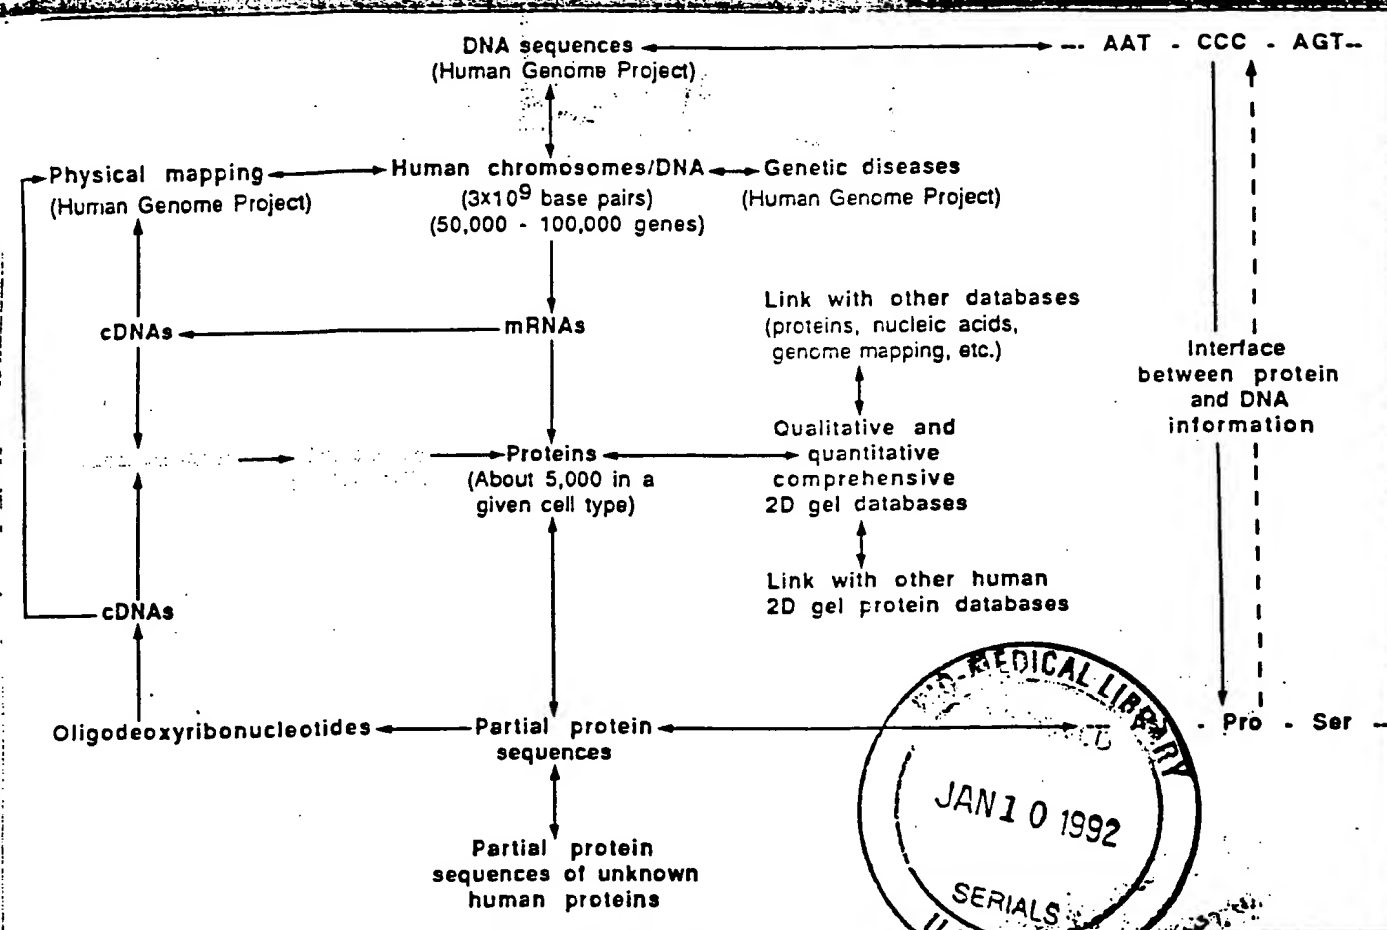 DNA sequences
(Human Genome Project)
--- AAT - CCC - AGT--
Physical mapping
(Human Genome Project)
Human chromosomes/DNA
(3x10⁹ base pairs)
(50,000 - 100,000 genes)
Genetic diseases
(Human Genome Project)
cDNAs
mRNAs
Link with other databases
(proteins, nucleic acids,
genome mapping, etc.)
Interface
between protein
and DNA
information
Proteins
(About 5,000 in a
given cell type)
Qualitative and
quantitative
comprehensive
2D gel databases
Link with other human
2D gel protein databases
cDNAs
Oligodeoxyribonucleotides
Partial protein
sequences
- Pro - Ser --
Partial protein
sequences of unknown
human proteins
BIO-MEDICAL LIBRARY
JAN 10 1992
SERIALS